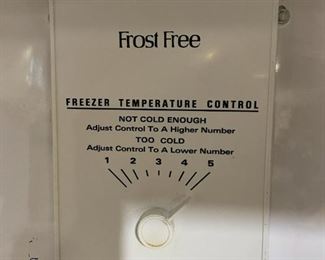 Frost Free
FREEZER TEMPERATURE CONTROL
NOT COLD ENOUGH
Adjust Control To A Higher Number
TOO COLD
Adjust Control To A Lower Number
1 2 3 4 5